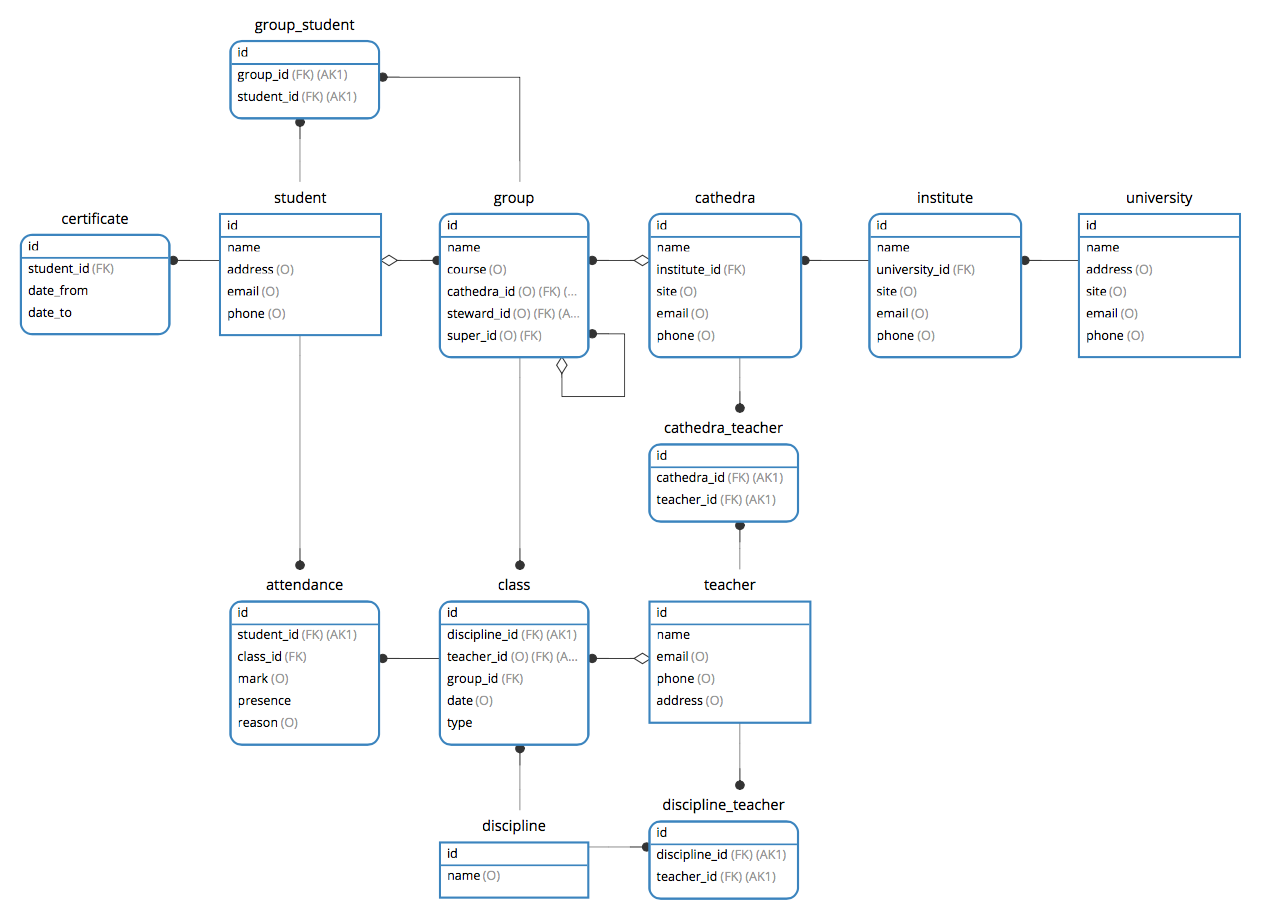 group_student
id
group_id (FK) (AK1)
student_id (FK) (AK1)
certificate
id
student_id (FK)
date_from
date_to
student
id
name
address (O)
email (O)
phone (O)
group
id
name
course (O)
cathedra_id (O) (FK) (...
steward_id (O) (FK) (A...
super_id (O) (FK)
cathedra
id
name
institute_id (FK)
site (O)
email (O)
phone (O)
institute
id
name
university_id (FK)
site (O)
email (O)
phone (O)
university
id
name
address (O)
site (O)
email (O)
phone (O)
cathedra_teacher
id
cathedra_id (FK) (AK1)
teacher_id (FK) (AK1)
attendance
id
student_id (FK) (AK1)
class_id (FK)
mark (O)
presence
reason (O)
class
id
discipline_id (FK) (AK1)
teacher_id (O) (FK) (A...
group_id (FK)
date (O)
type
teacher
id
name
email (O)
phone (O)
address (O)
discipline
id
name (O)
discipline_teacher
id
discipline_id (FK) (AK1)
teacher_id (FK) (AK1)